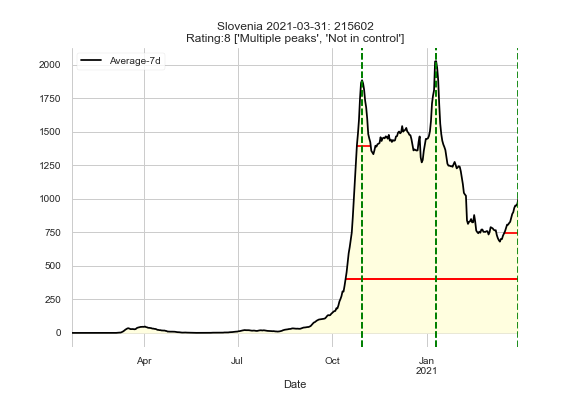 Slovenia 2021-03-31: 215602
Rating:8 ['Multiple peaks', 'Not in control']
Average-7d
2000
1750
1500
1250
1000
750
500
250
0
Apr
Jul
Oct
Jan
2021
Date